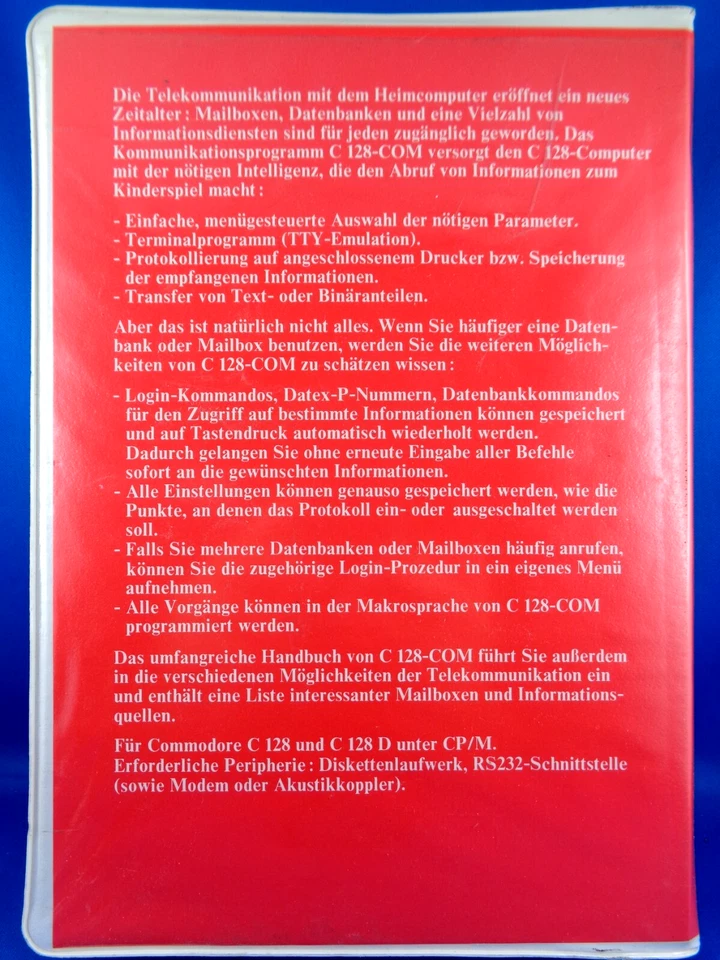 Die Telekommunikation mit dem Heimcomputer eröffnet ein neues
Zeitalter: Mailboxen, Datenbanken und eine Vielzahl von
Informationsdiensten sind für jeden zugänglich geworden. Das
Kommunikationsprogramm C 128-COM versorgt den C 128-Computer
mit der nötigen Intelligenz, die den Abruf von Informationen zum
Kinderspiel macht:
- Einfache, menügesteuerte Auswahl der nötigen Parameter.
- Terminalprogramm (TTY-Emulation).
- Protokollierung auf angeschlossenem Drucker bzw. Speicherung
der empfangenen Informationen.
- Transfer von Text- oder Binäranteilen.
Aber das ist natürlich nicht alles. Wenn Sie häufiger eine Daten-
bank oder Mailbox benutzen, werden Sie die weiteren Möglich-
keiten von C 128-COM zu schätzen wissen:
- Login-Kommandos, Datex-P-Nummern, Datenbankkommandos
für den Zugriff auf bestimmte Informationen können gespeichert
und auf Tastendruck automatisch wiederholt werden.
Dadurch gelangen Sie ohne erneute Eingabe aller Befehle
sofort an die gewünschten Informationen.
- Alle Einstellungen können genauso gespeichert werden, wie die
Punkte, an denen das Protokoll ein- oder ausgeschaltet werden
soll.
- Falls Sie mehrere Datenbanken oder Mailboxen häufig anrufen,
können Sie die zugehörige Login-Prozedur in ein eigenes Menü
aufnehmen.
- Alle Vorgänge können in der Makrosprache von C 128-COM
programmiert werden.
Das umfangreiche Handbuch von C 128-COM führt Sie außerdem
in die verschiedenen Möglichkeiten der Telekommunikation ein
und enthält eine Liste interessanter Mailboxen und Informations-
quellen.
Für Commodore C 128 und C 128 D unter CP/M.
Erforderliche Peripherie: Diskettenlaufwerk, RS232-Schnittstelle
(sowie Modem oder Akustikkoppler).